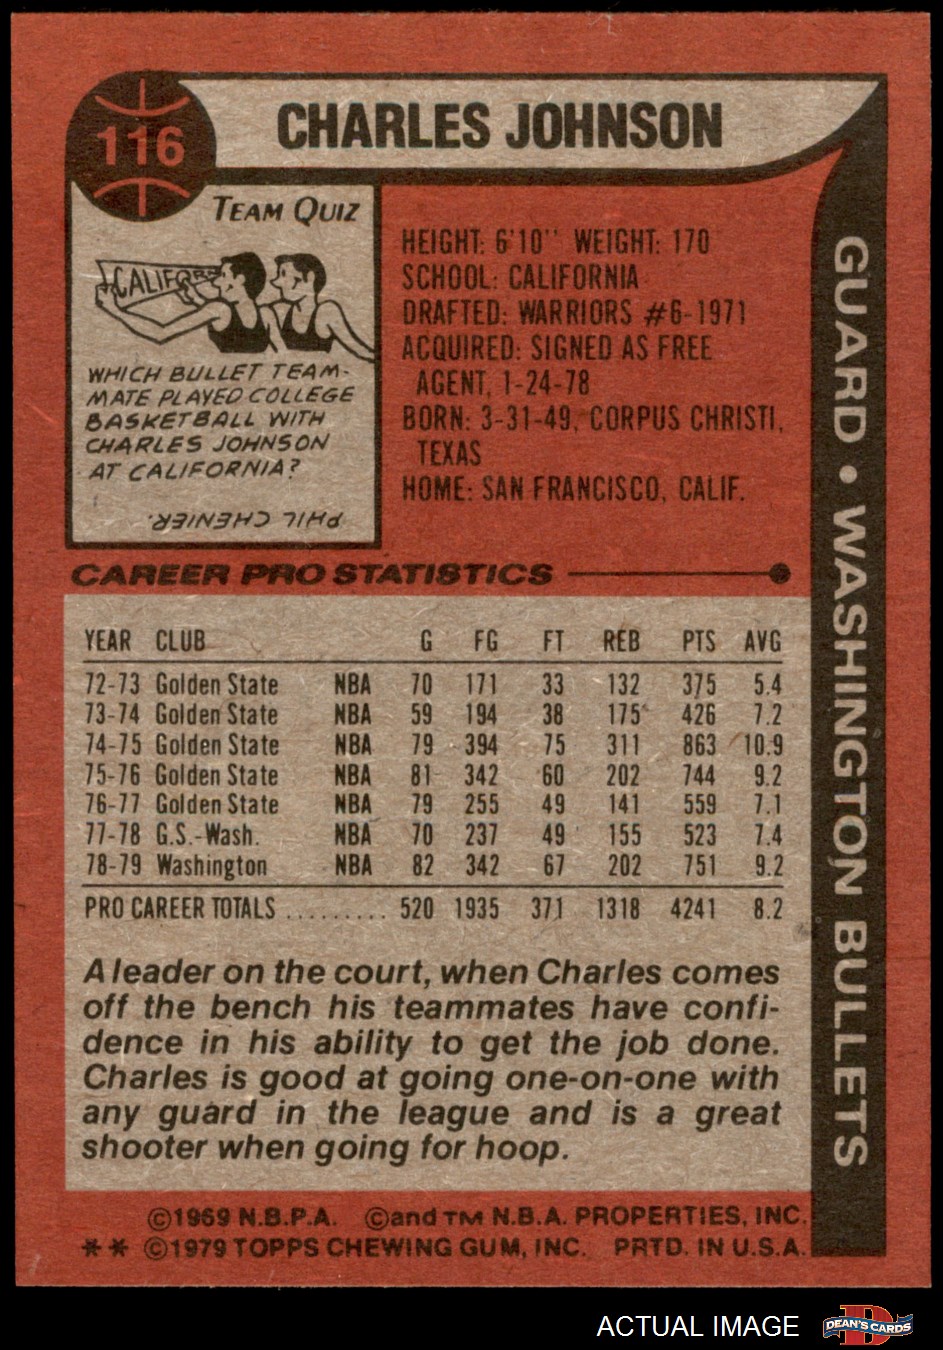 116
CHARLES JOHNSON
TEAM QUIZ
CALIFOR
WHICH BULLET TEAM-
MATE PLAYED COLLEGE
BASKETBALL WITH
CHARLES JOHNSON
AT CALIFORNIA?
PHIL CHENIER.
HEIGHT: 6'10" WEIGHT: 170
SCHOOL: CALIFORNIA
DRAFTED: WARRIORS #6-1971
ACQUIRED: SIGNED AS FREE
AGENT, 1-24-78
BORN: 3-31-49, CORPUS CHRISTI,
TEXAS
HOME: SAN FRANCISCO, CALIF.
GUARD • WASHINGTON BULLETS
CAREER PRO STATISTICS
YEAR CLUB G FG FT REB PTS AVG
72-73 Golden State NBA 70 171 33 132 375 5.4
73-74 Golden State NBA 59 194 38 175 426 7.2
74-75 Golden State NBA 79 394 75 311 863 10.9
75-76 Golden State NBA 81 342 60 202 744 9.2
76-77 Golden State NBA 79 255 49 141 559 7.1
77-78 G.S.-Wash. NBA 70 237 49 155 523 7.4
78-79 Washington NBA 82 342 67 202 751 9.2
PRO CAREER TOTALS ......... 520 1935 371 1318 4241 8.2
A leader on the court, when Charles comes
off the bench his teammates have confi-
dence in his ability to get the job done.
Charles is good at going one-on-one with
any guard in the league and is a great
shooter when going for hoop.
©1969 N.B.P.A. ©and TM N.B.A. PROPERTIES, INC.
** ©1979 TOPPS CHEWING GUM, INC. PRTD. IN U.S.A.
ACTUAL IMAGE
DEAN'S CARDS